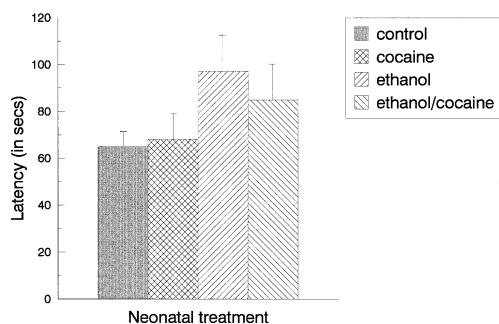 120
100
80
60
40
20
0
Latency (in secs)
Neonatal treatment
control
cocaine
ethanol
ethanol/cocaine